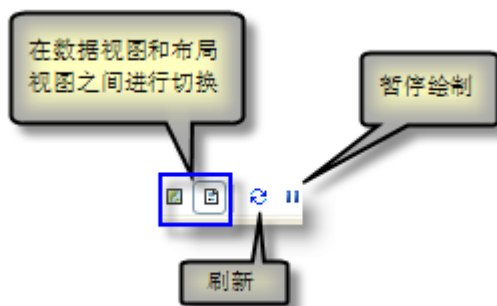 在数据视图和布局
视图之间进行切换
暂停绘制
刷新